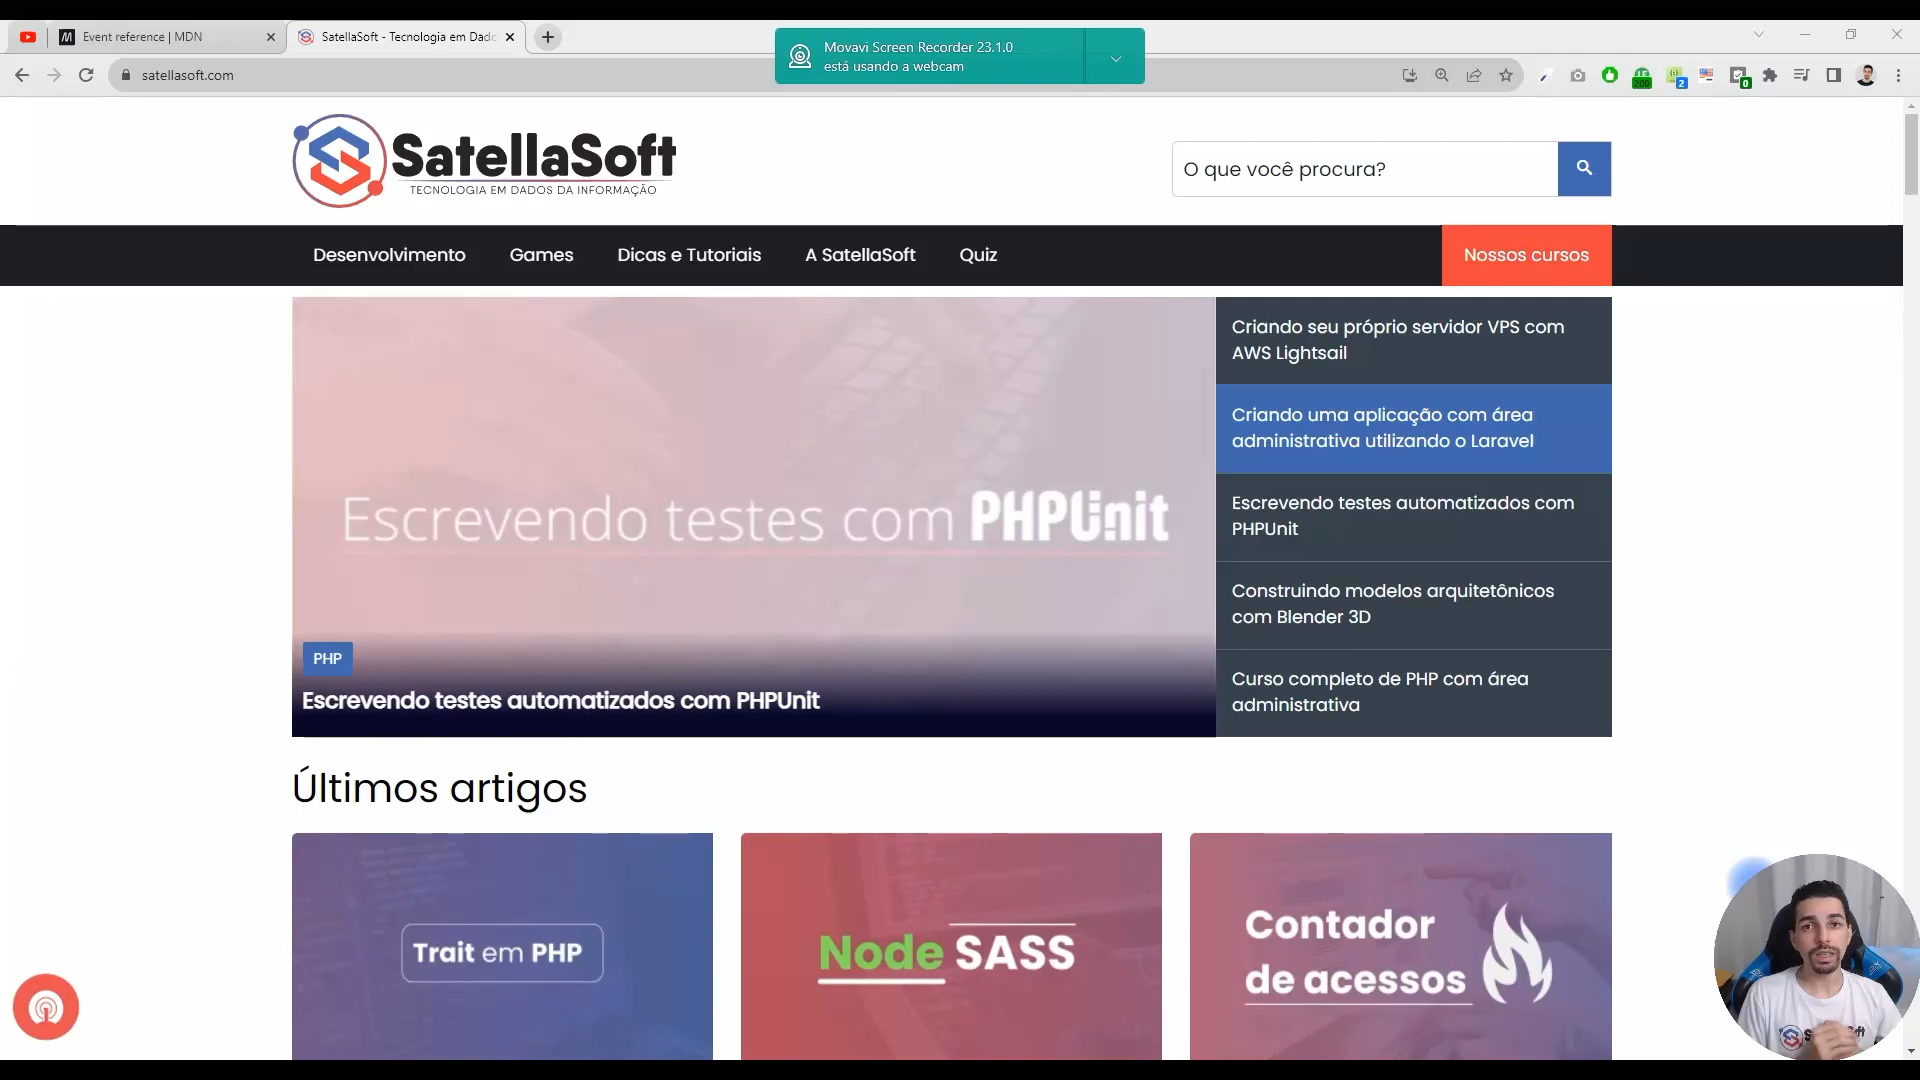 Event reference | MDN
SatellaSoft - Tecnologia em Dado
Movavi Screen Recorder 23.1.0
está usando a webcam
satellasoft.com
200
2
0
SatellaSoft
TECNOLOGIA EM DADOS DA INFORMAÇÃO
O que você procura?
Desenvolvimento
Games
Dicas e Tutoriais
A SatellaSoft
Quiz
Nossos cursos
Escrevendo testes com PHPUnit
PHP
Escrevendo testes automatizados com PHPUnit
Criando seu próprio servidor VPS com
AWS Lightsail
Criando uma aplicação com área
administrativa utilizando o Laravel
Escrevendo testes automatizados com
PHPUnit
Construindo modelos arquitetônicos
com Blender 3D
Curso completo de PHP com área
administrativa
Últimos artigos
Trait em PHP
Node SASS
Contador
de acessos